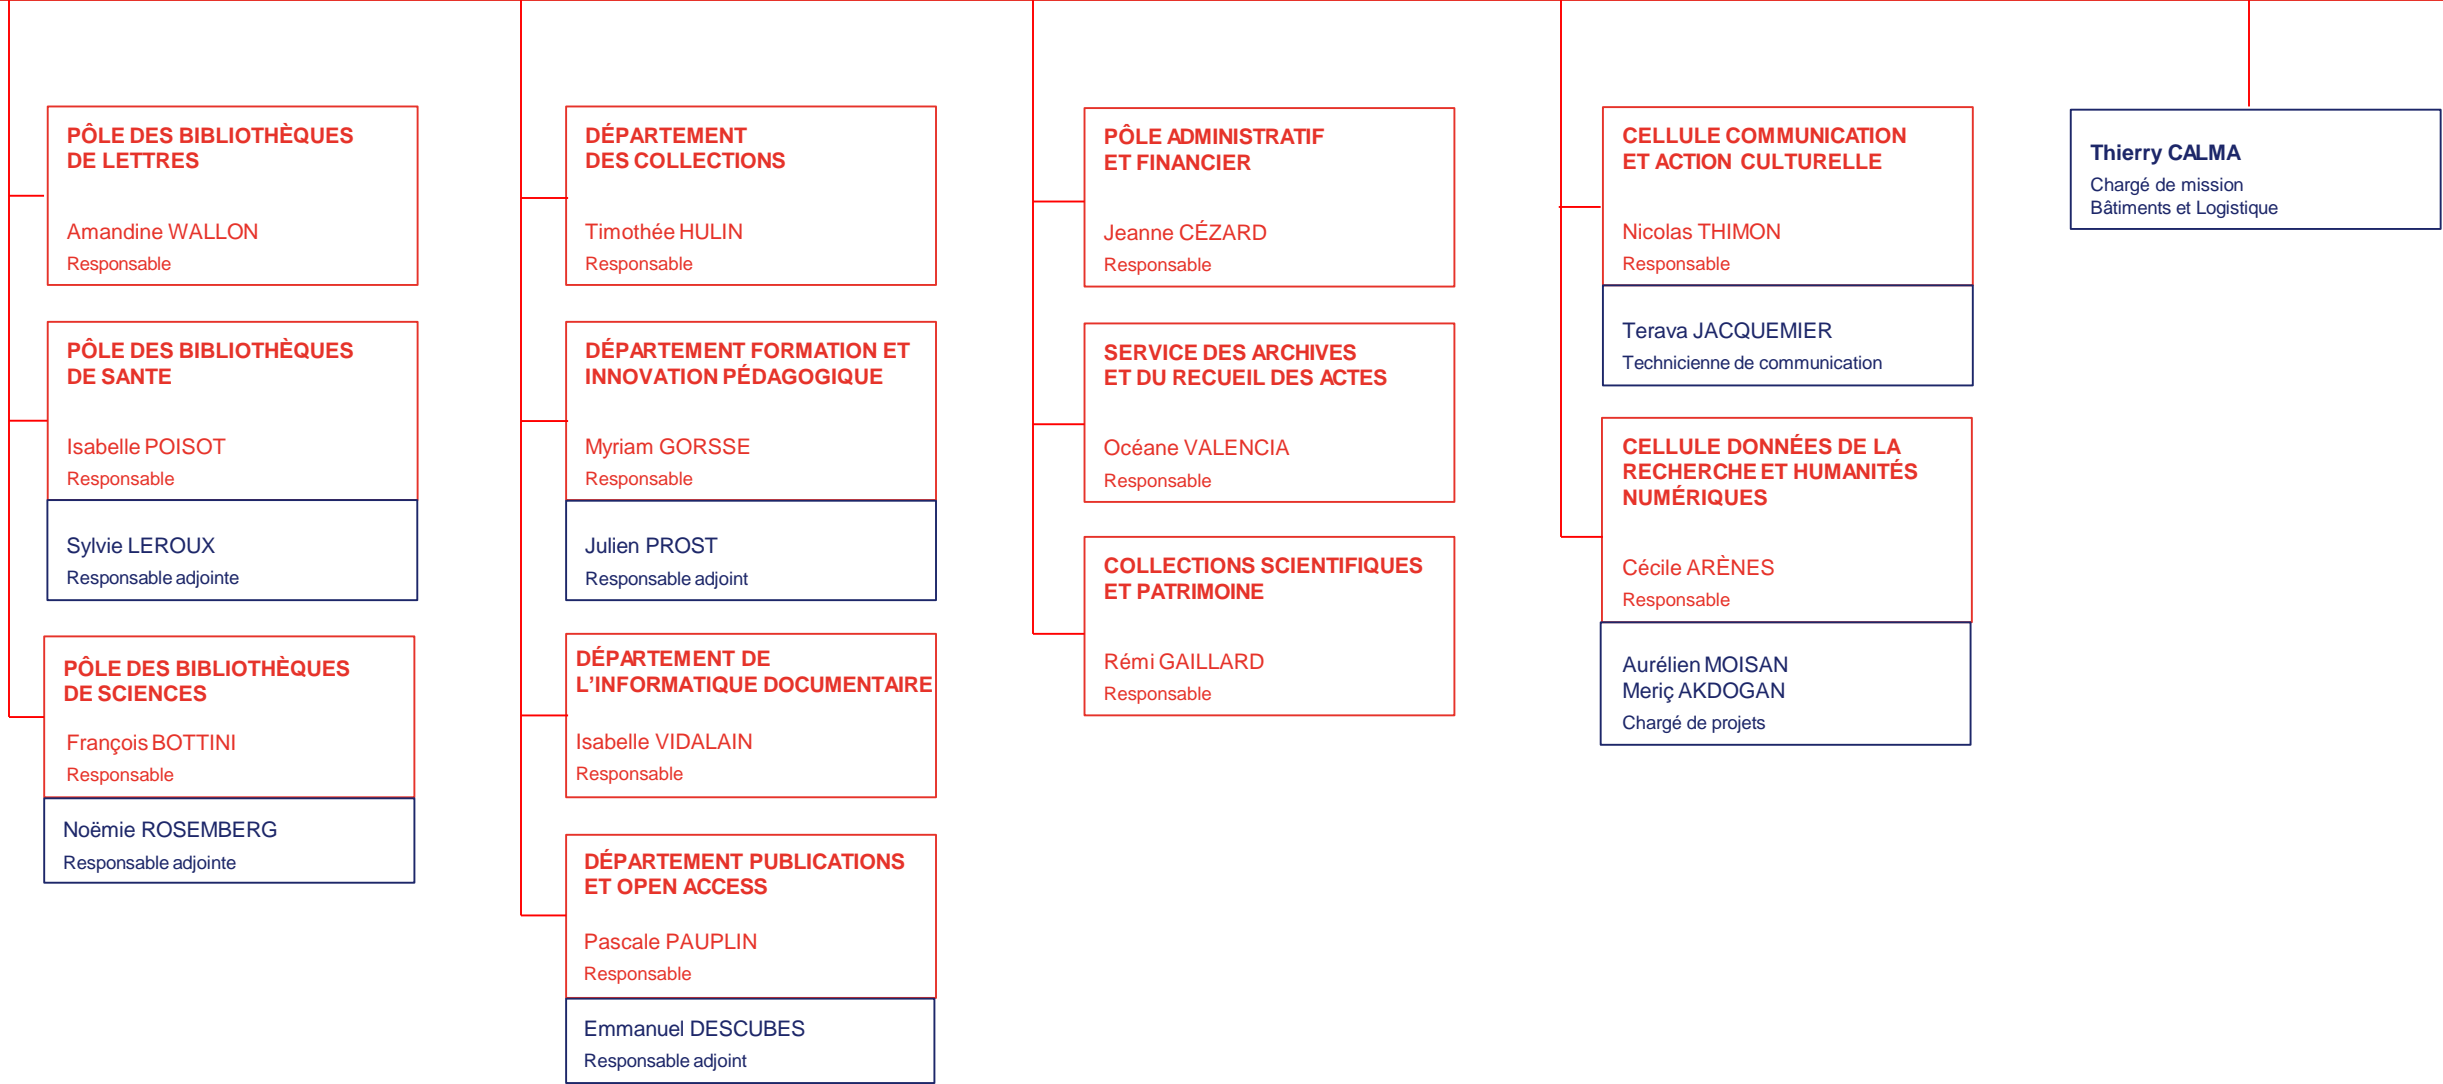 PÔLE DES BIBLIOTHÈQUES
DE LETTRES
Amandine WALLON
Responsable
PÔLE DES BIBLIOTHÈQUES
DE SANTE
Isabelle POISOT
Responsable
Sylvie LEROUX
Responsable adjointe
PÔLE DES BIBLIOTHÈQUES
DE SCIENCES
François BOTTINI
Responsable
Noëmie ROSEMBERG
Responsable adjointe
DÉPARTEMENT
DES COLLECTIONS
Timothée HULIN
Responsable
DÉPARTEMENT FORMATION ET
INNOVATION PÉDAGOGIQUE
Myriam GORSSE
Responsable
Julien PROST
Responsable adjoint
DÉPARTEMENT DE
L’INFORMATIQUE DOCUMENTAIRE
Isabelle VIDALAIN
Responsable
DÉPARTEMENT PUBLICATIONS
ET OPEN ACCESS
Pascale PAUPLIN
Responsable
Emmanuel DESCUBES
Responsable adjoint
PÔLE ADMINISTRATIF
ET FINANCIER
Jeanne CÉZARD
Responsable
SERVICE DES ARCHIVES
ET DU RECUEIL DES ACTES
Océane VALENCIA
Responsable
COLLECTIONS SCIENTIFIQUES
ET PATRIMOINE
Rémi GAILLARD
Responsable
CELLULE COMMUNICATION
ET ACTION CULTURELLE
Nicolas THIMON
Responsable
Terava JACQUEMIER
Technicienne de communication
CELLULE DONNÉES DE LA
RECHERCHE ET HUMANITÉS
NUMÉRIQUES
Cécile ARÈNES
Responsable
Aurélien MOISAN
Meriç AKDOGAN
Chargé de projets
Thierry CALMA
Chargé de mission
Bâtiments et Logistique